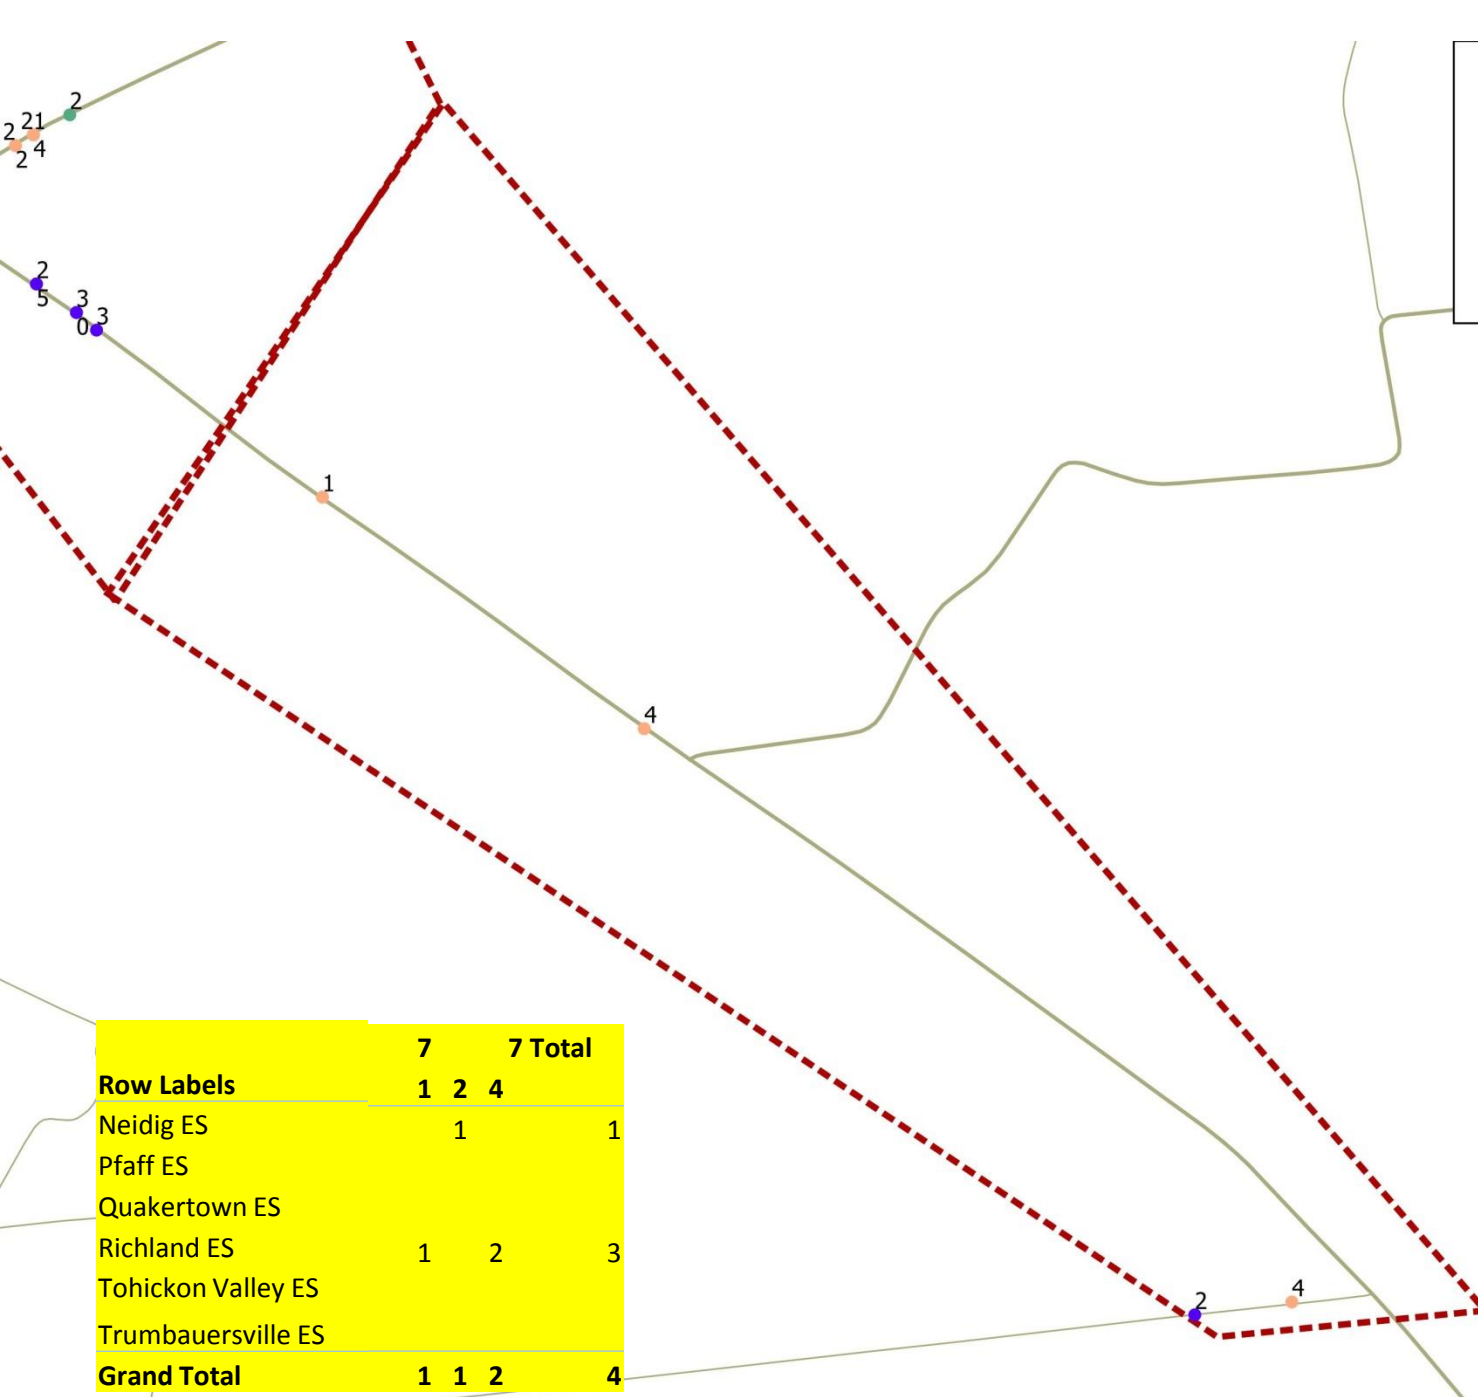 2
21
2
4
2
2
5
3
0
3
1
4
7 7 Total
Row Labels 1 2 4
Neidig ES 1 1
Pfaff ES
Quakertown ES
Richland ES 1 2 3
Tohickon Valley ES
Trumbauersville ES
Grand Total 1 1 2 4
2
4